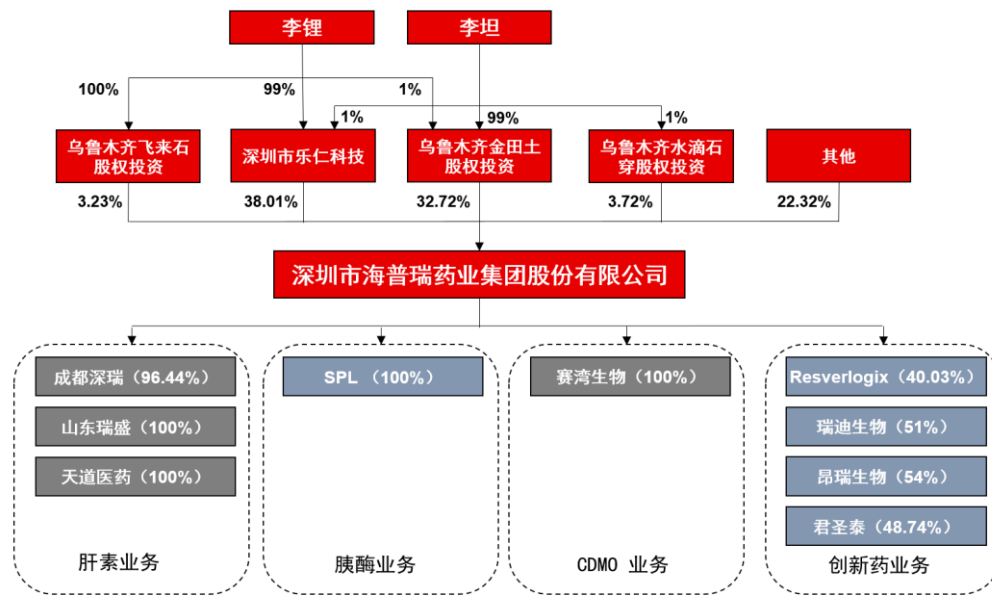 李锂
李坦
100%
99%
1%
1%
99%
1%
乌鲁木齐飞来石
股权投资
深圳市乐仁科技
乌鲁木齐金田土
股权投资
乌鲁木齐水滴石
穿股权投资
其他
3.23%
38.01%
32.72%
3.72%
22.32%
深圳市海普瑞药业集团股份有限公司
成都深瑞（96.44%）
山东瑞盛（100%）
天道医药（100%）
肝素业务
SPL （100%）
胰酶业务
赛湾生物（100%）
CDMO 业务
Resverlogix（40.03%）
瑞迪生物（51%）
昂瑞生物（54%）
君圣泰（48.74%）
创新药业务